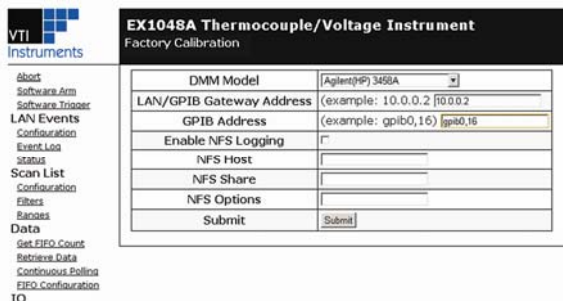 VTI
Instruments
EX1048A Thermocouple/Voltage Instrument
Factory Calibration
Abort
Software Arm
Software Trigger
LAN Events
Configuration
Event Log
Status
Scan List
Configuration
Filters
Ranges
Data
Get FIFO Count
Retrieve Data
Continuous Polling
FIFO Configuration
IO
DMM Model Agilent(HP) 3458A
LAN/GPIB Gateway Address (example: 10.0.0.2 10.0.0.2
GPIB Address (example: gpib0,16) gpib0,16
Enable NFS Logging
NFS Host
NFS Share
NFS Options
Submit Submit